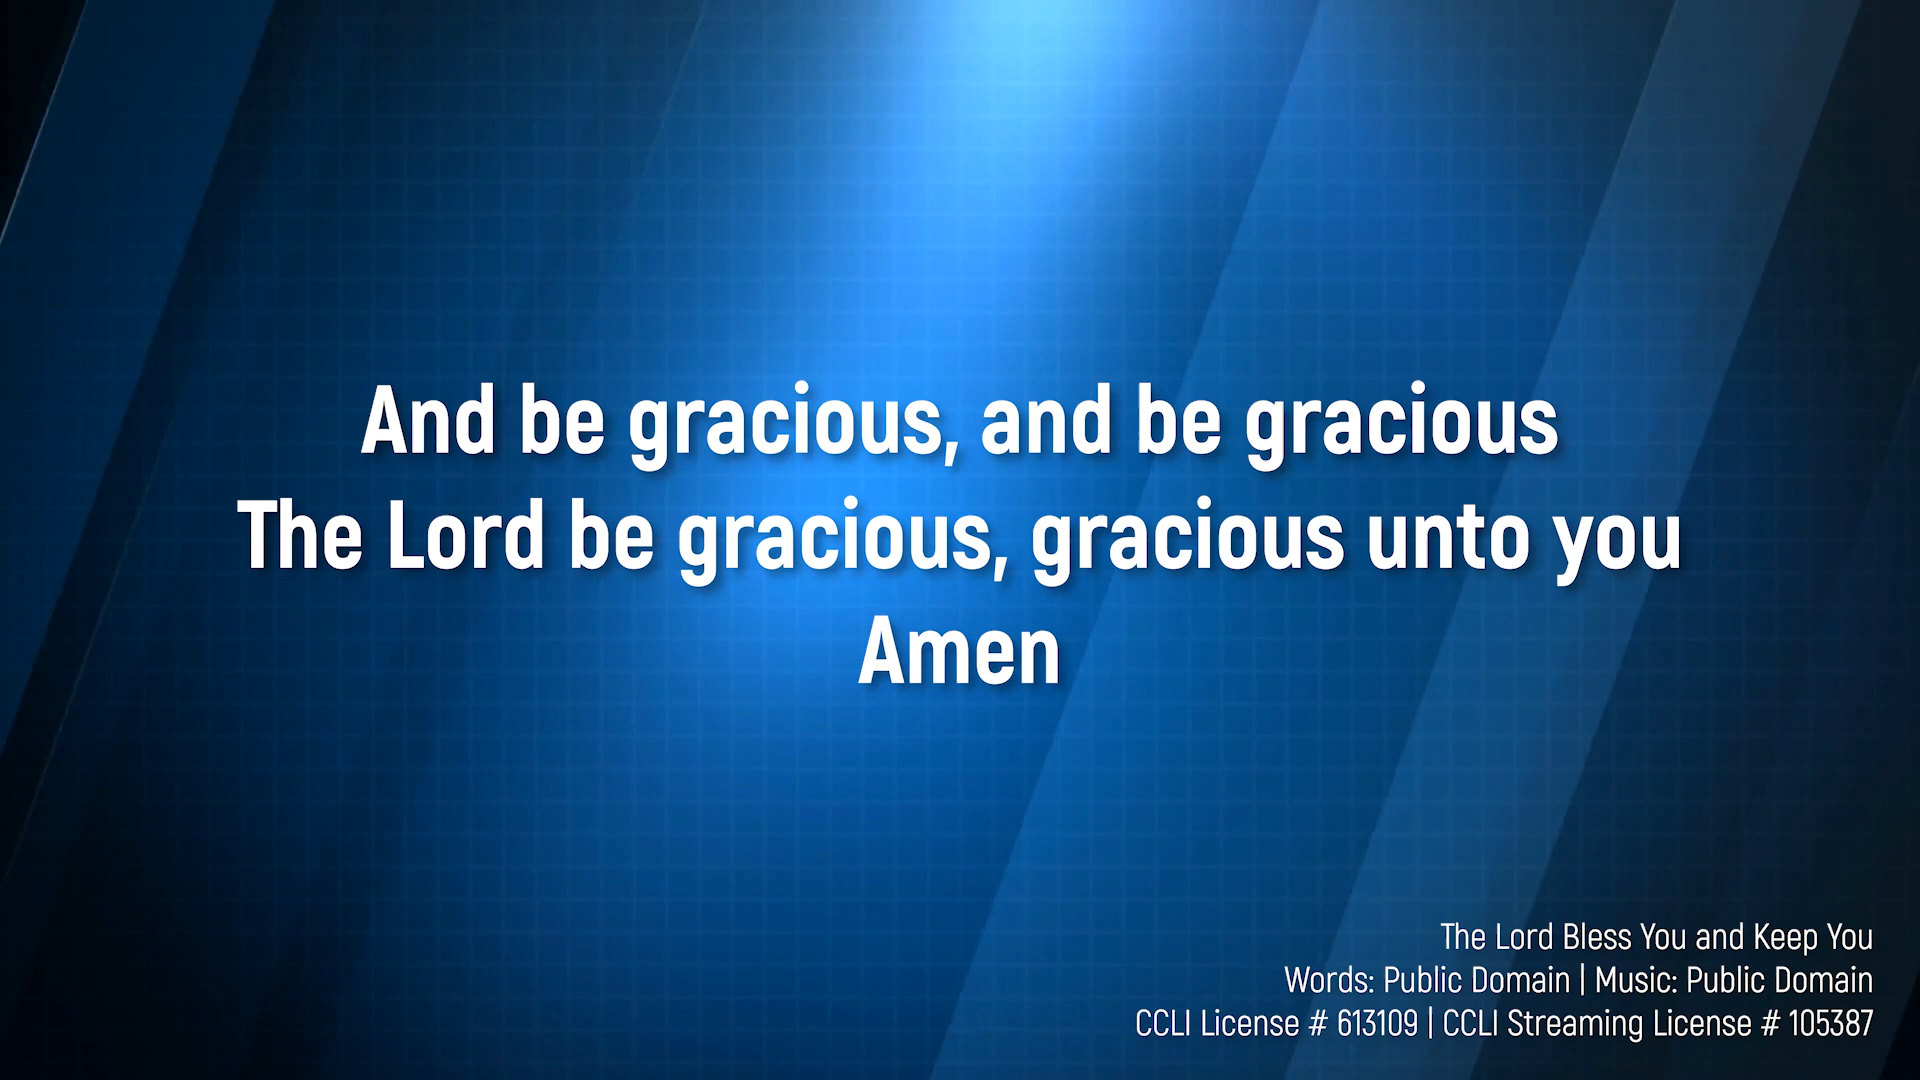 And be gracious, and be gracious
The Lord be gracious, gracious unto you
Amen
The Lord Bless You and Keep You
Words: Public Domain | Music: Public Domain
CCLI License # 613109 | CCLI Streaming License # 105387